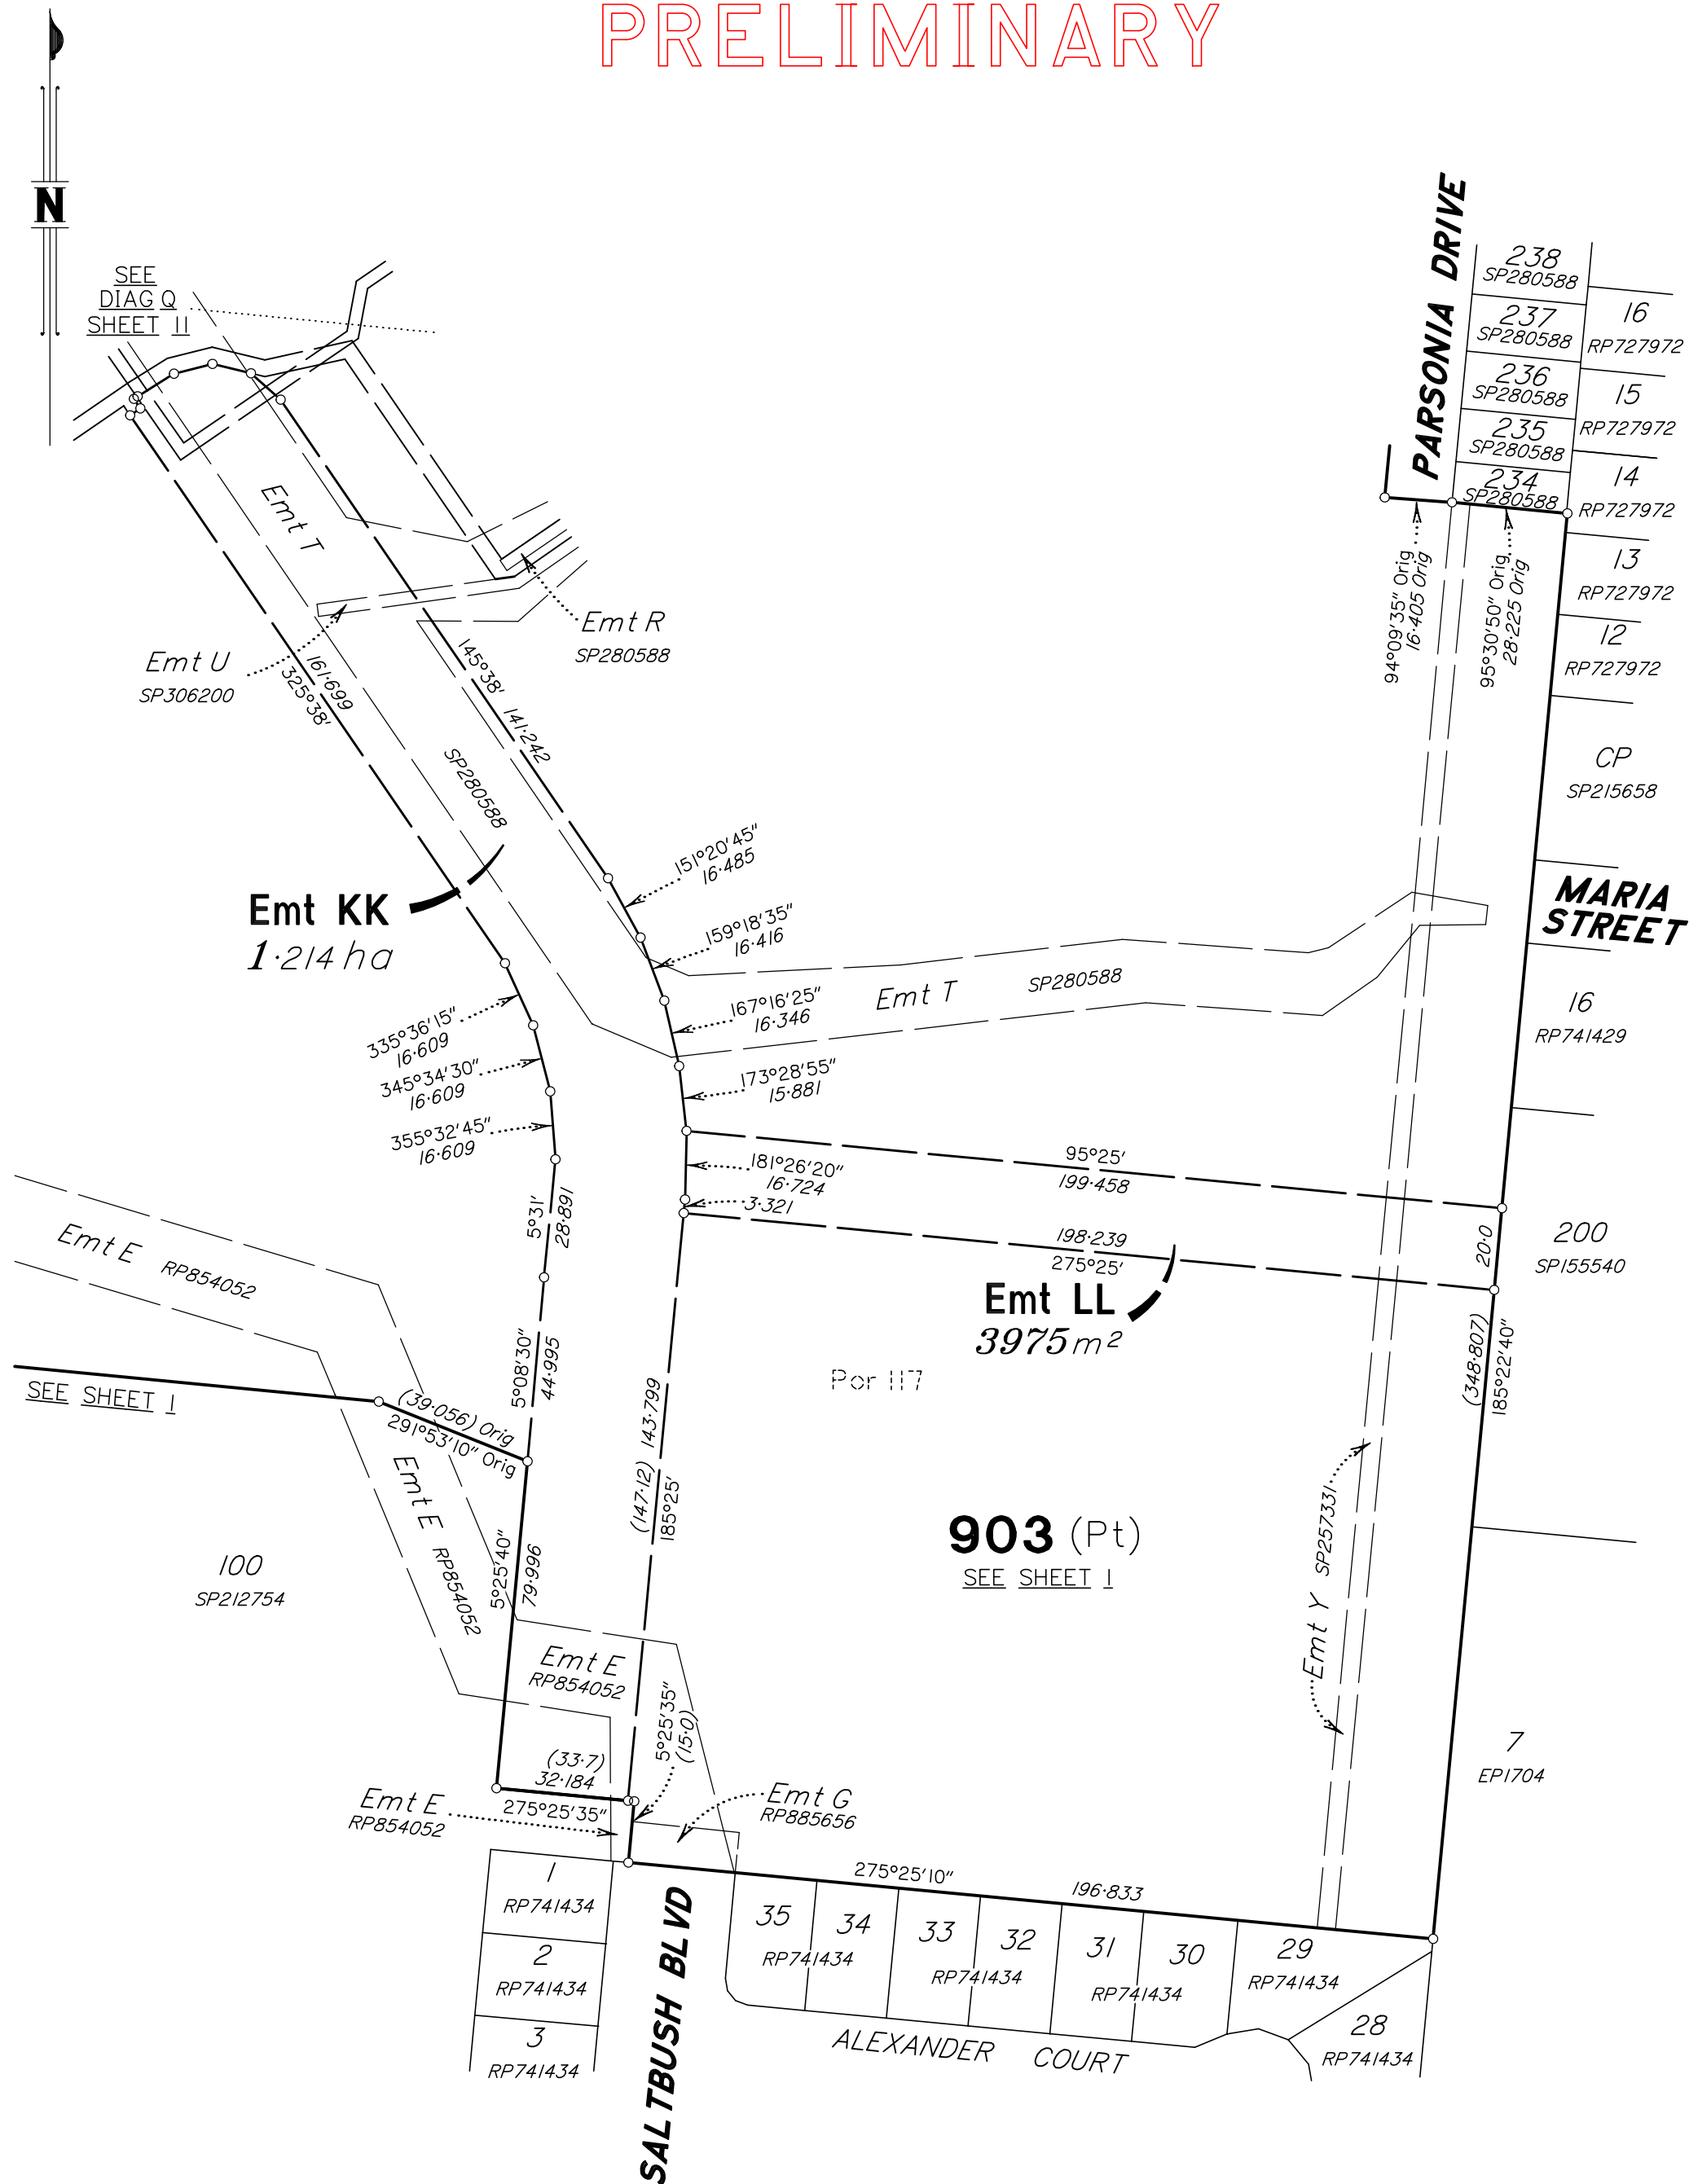 PRELIMINARY
N
SEE
DIAG Q
SHEET 11
PARSONIA DRIVE
238
SP280588
237
SP280588
236
SP280588
235
SP280588
234
SP280588
16
RP727972
15
RP727972
14
RP727972
13
RP727972
12
RP727972
CP
SP215658
MARIA
STREET
16
RP741429
200
SP155540
7
EP1704
94°09'35" Orig
16·405 Orig
95°30'50" Orig
28·225 Orig
Emt T
Emt R
SP280588
Emt U
SP306200
161·699
325°38'
145°38'
141·242
SP280588
Emt KK
1·214 ha
151°20'45"
16·485
159°18'35"
16·416
167°16'25"
16·346
173°28'55"
15·881
181°26'20"
16·724
3·321
Emt T
SP280588
335°36'15"
16·609
345°34'30"
16·609
355°32'45"
16·609
5°31'
28·891
95°25'
199·458
198·239
275°25'
20·0
Emt LL
3975 m²
(348·807)
185°22'40"
Por 117
Emt E
RP854052
SEE SHEET 1
5°08'30"
44·995
(39·056) Orig
291°53'10" Orig
(147·12) 143·799
185°25'
Emt E
RP854052
100
SP212754
5°25'40"
79·996
903 (Pt)
SEE SHEET 1
Emt Y SP257331
Emt E
RP854052
5°25'35"
(15·0)
(33·7)
32·184
275°25'35"
Emt E
RP854052
Emt G
RP885656
275°25'10"
196·833
1
RP741434
2
RP741434
3
RP741434
SALTBUSH BLVD
35
34
RP741434
33
32
RP741434
31
30
RP741434
29
RP741434
28
RP741434
ALEXANDER COURT